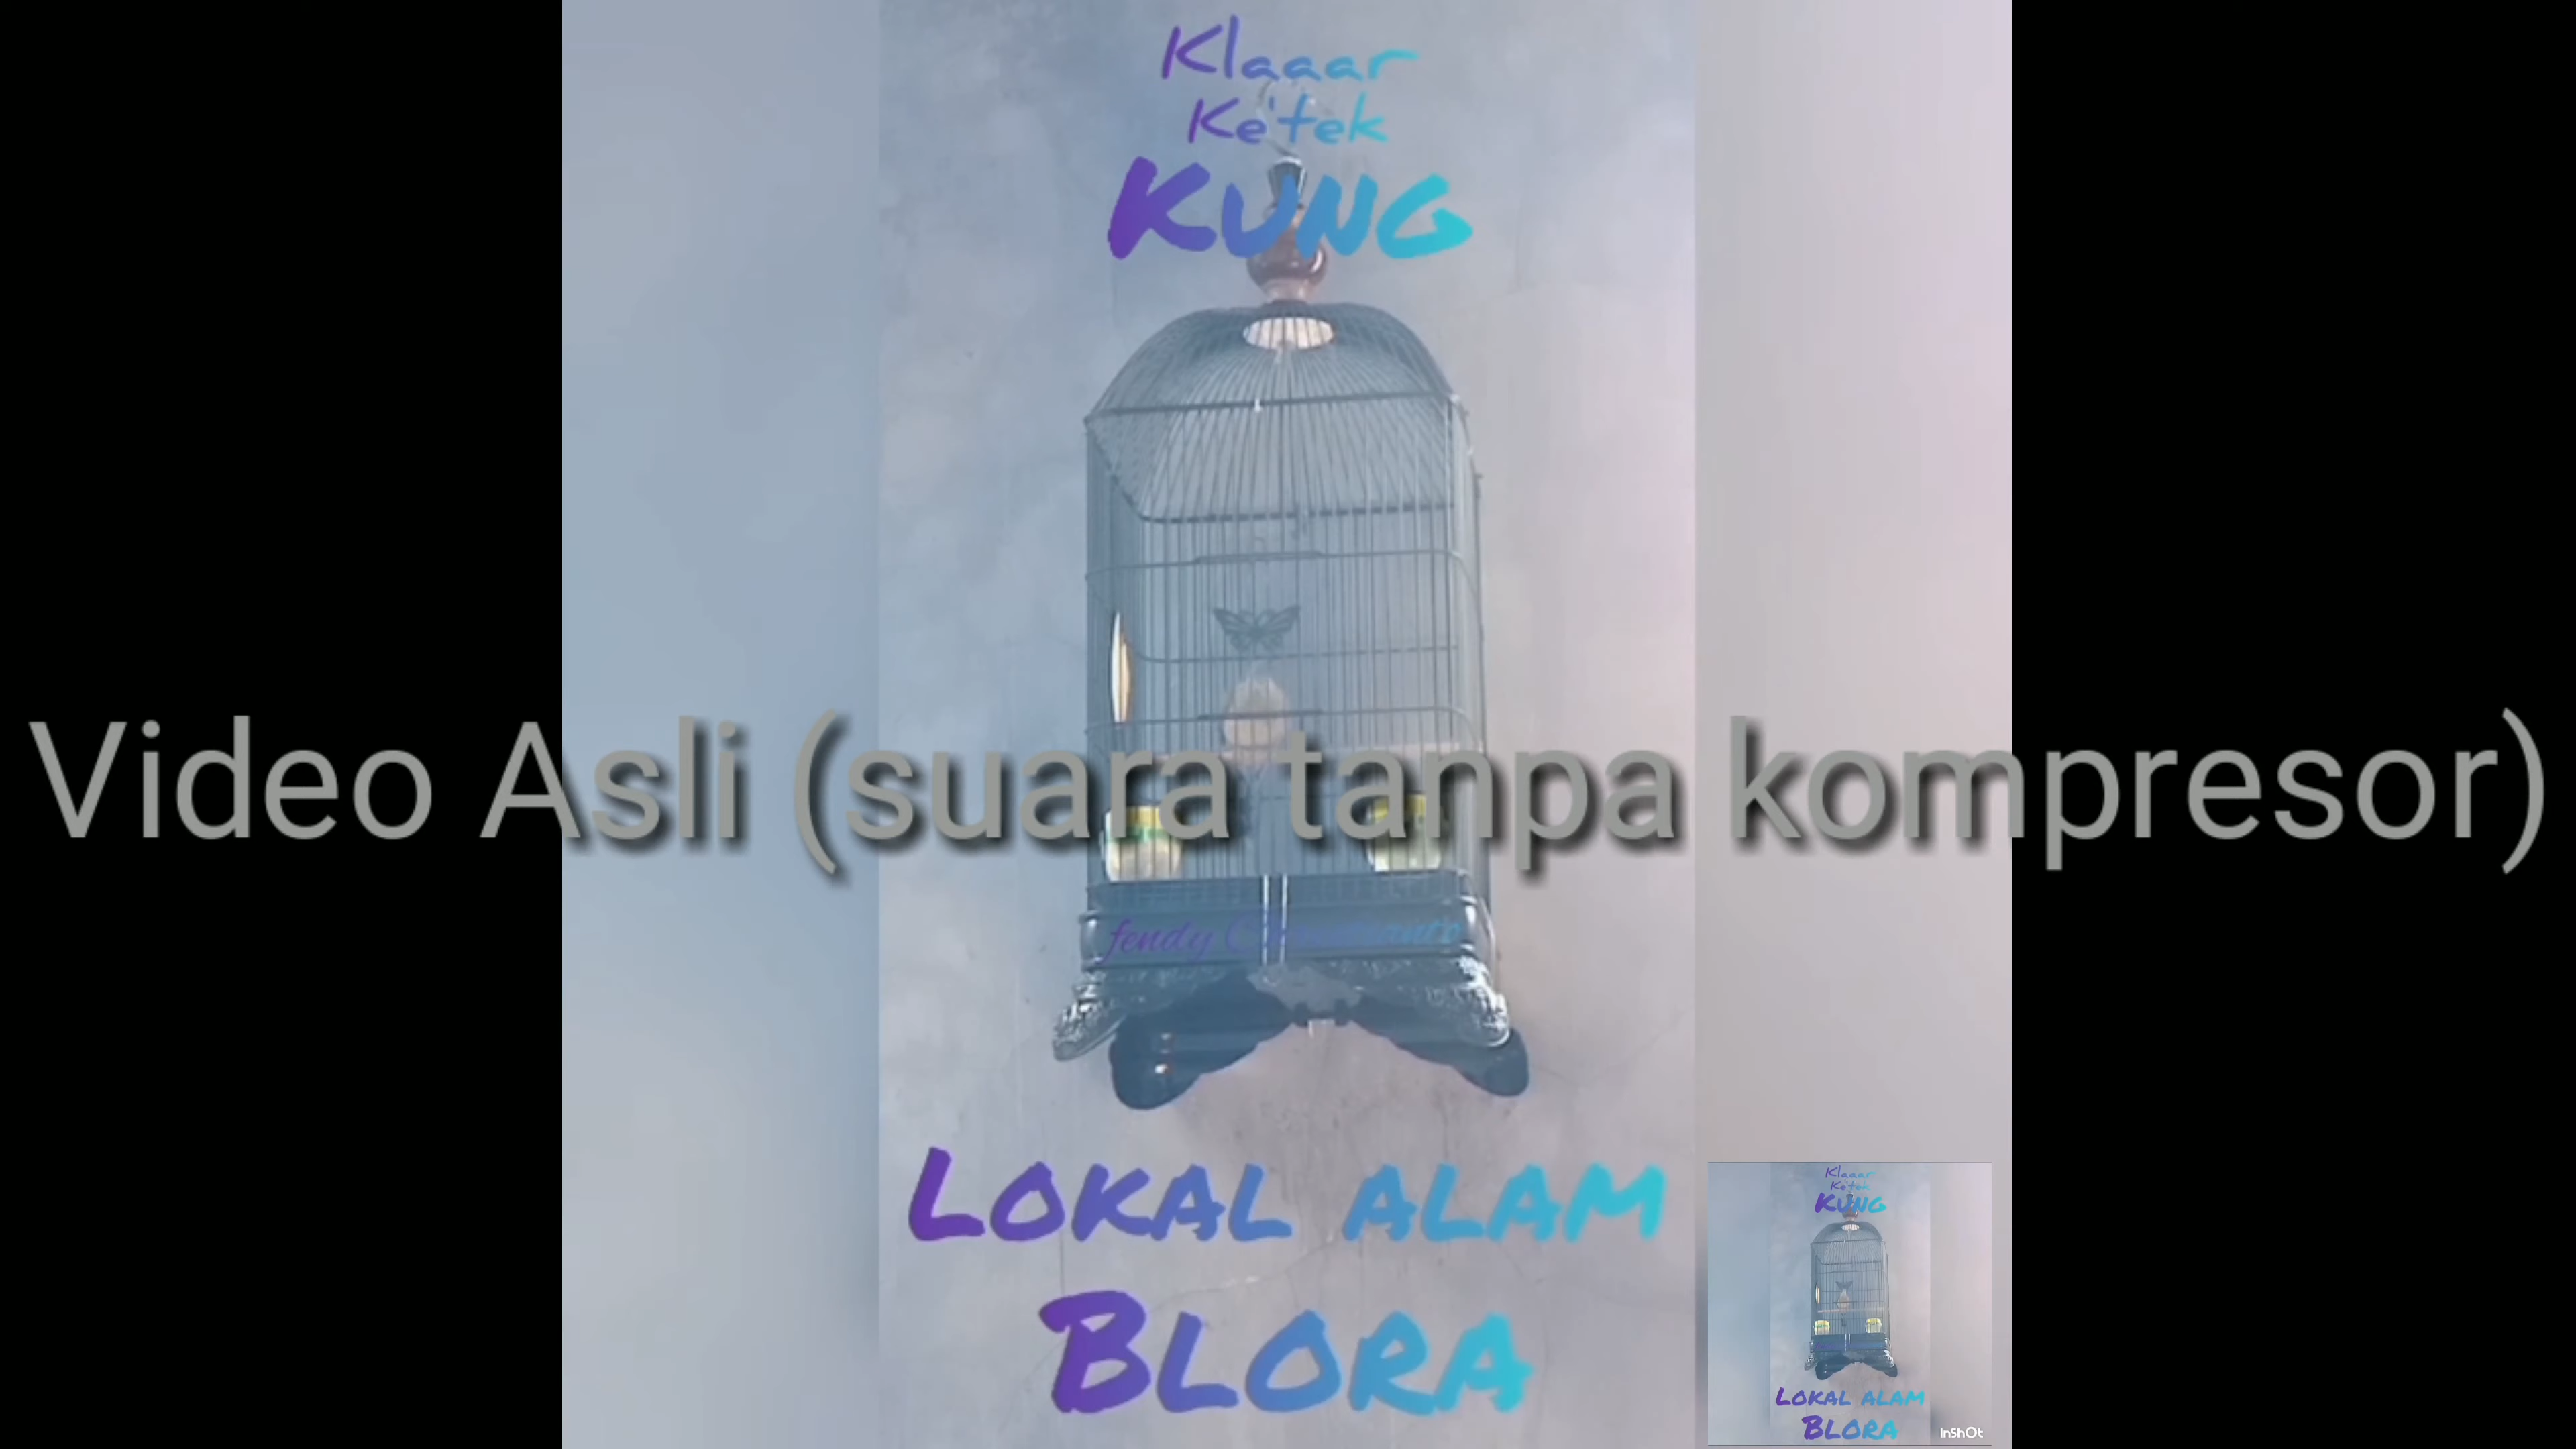 Klaaar
Ke'tek
KUNG
Video Asli (suara tanpa kompresor)
fendy
LOKAL ALAM
BLORA
Klaaar
Ke'tek
KUNG
LOKAL ALAM
BLORA
InShOt